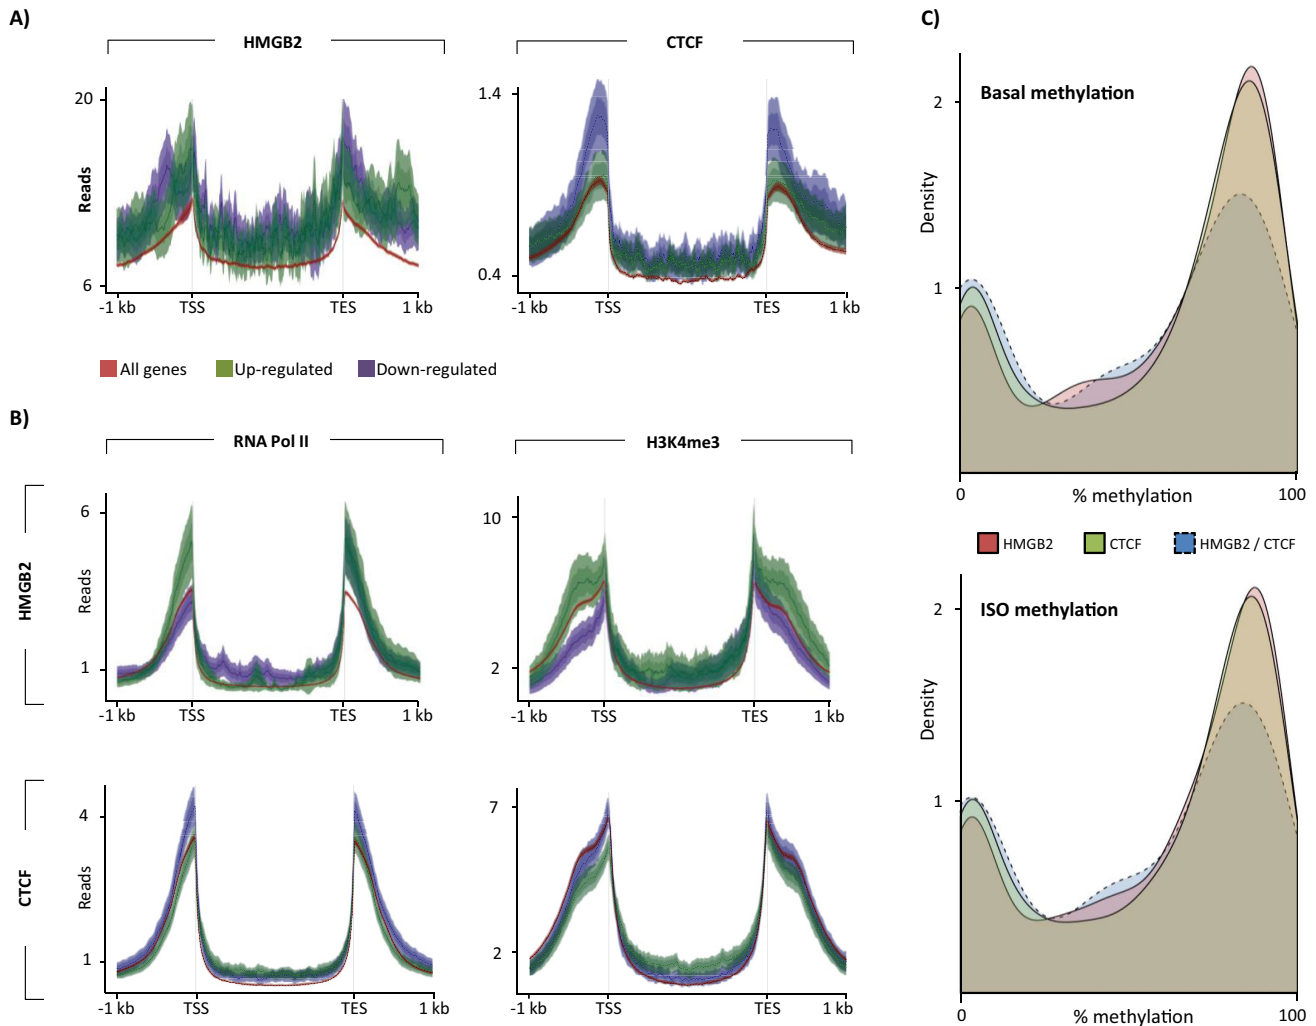 A)
HMGB2
CTCF
Reads
20
6
-1 kb
TSS
TES
1 kb
1.4
0.4
-1 kb
TSS
TES
1 kb
All genes
Up-regulated
Down-regulated
B)
RNA Pol II
H3K4me3
HMGB2
Reads
6
1
-1 kb
TSS
TES
1 kb
10
2
-1 kb
TSS
TES
1 kb
CTCF
Reads
4
1
-1 kb
TSS
TES
1 kb
7
2
-1 kb
TSS
TES
1 kb
C)
Basal methylation
Density
2
1
0
% methylation
100
HMGB2
CTCF
HMGB2 / CTCF
ISO methylation
Density
2
1
0
% methylation
100